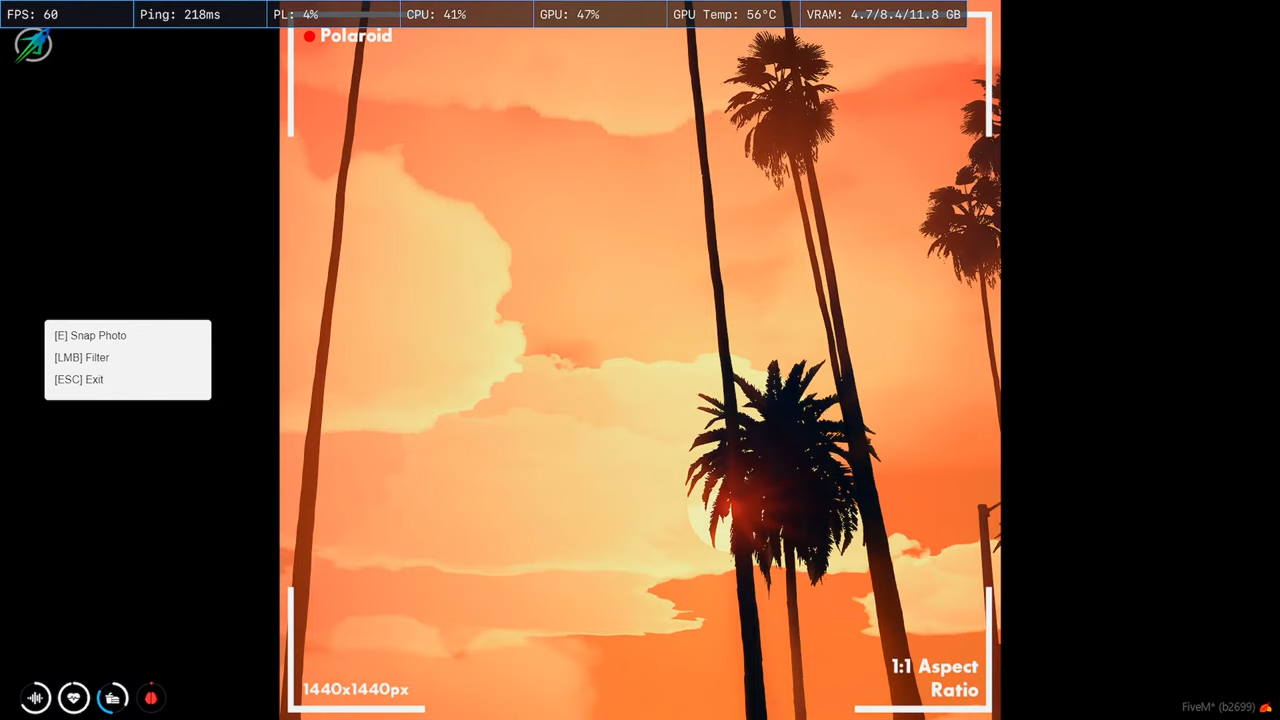 FPS: 60
Ping: 218ms
PL: 4%
CPU: 41%
GPU: 47%
GPU Temp: 56°C
VRAM: 4.7/8.4/11.8 GB
Polaroid
[E] Snap Photo
[LMB] Filter
[ESC] Exit
1:1 Aspect
Ratio
1440x1440px
FiveM* (b2699)